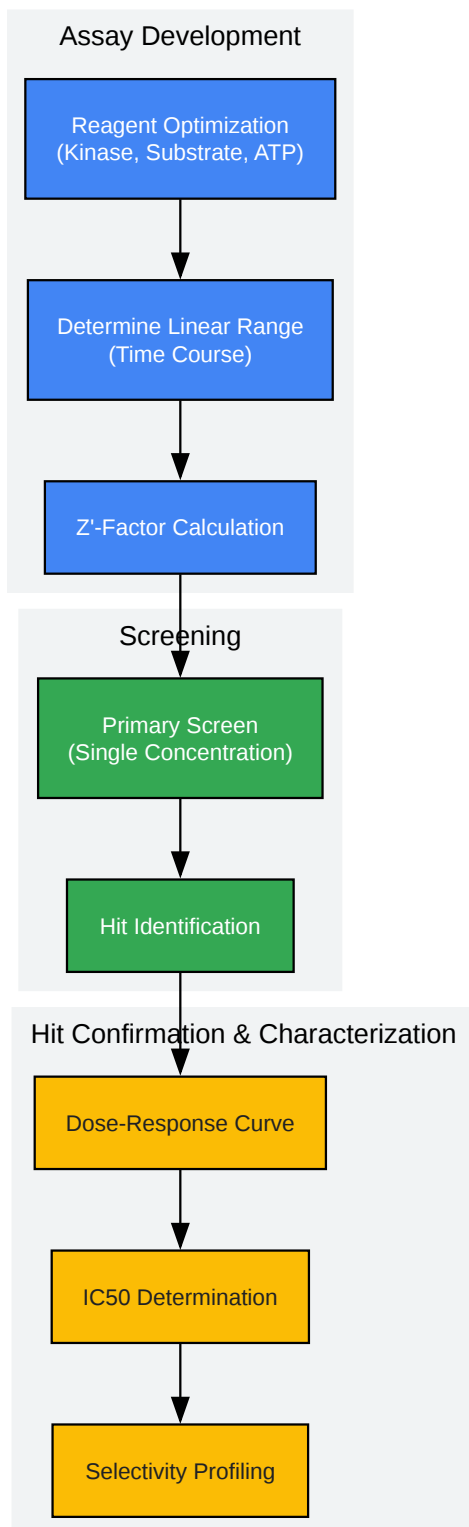 Assay Development
Reagent Optimization
(Kinase, Substrate, ATP)
Determine Linear Range
(Time Course)
Z'-Factor Calculation
Screening
Primary Screen
(Single Concentration)
Hit Identification
Hit Confirmation & Characterization
Dose-Response Curve
IC50 Determination
Selectivity Profiling